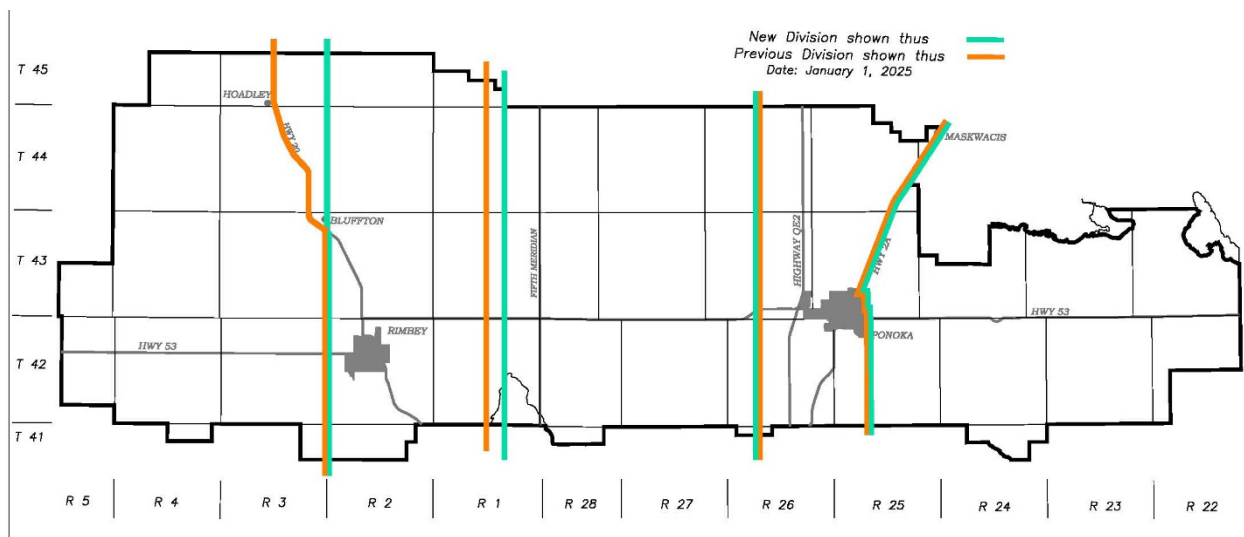 New Division shown thus
Previous Division shown thus
Date: January 1, 2025
T 45
HOADLEY
HWY 20
MASKWACIS
T 44
BLUFFTON
T 43
FIFTH MERIDIAN
HIGHWAY QE2
HWY 2A
HWY 53
RIMBEY
PONOKA
HWY 53
T 42
T 41
R 5
R 4
R 3
R 2
R 1
R 28
R 27
R 26
R 25
R 24
R 23
R 22